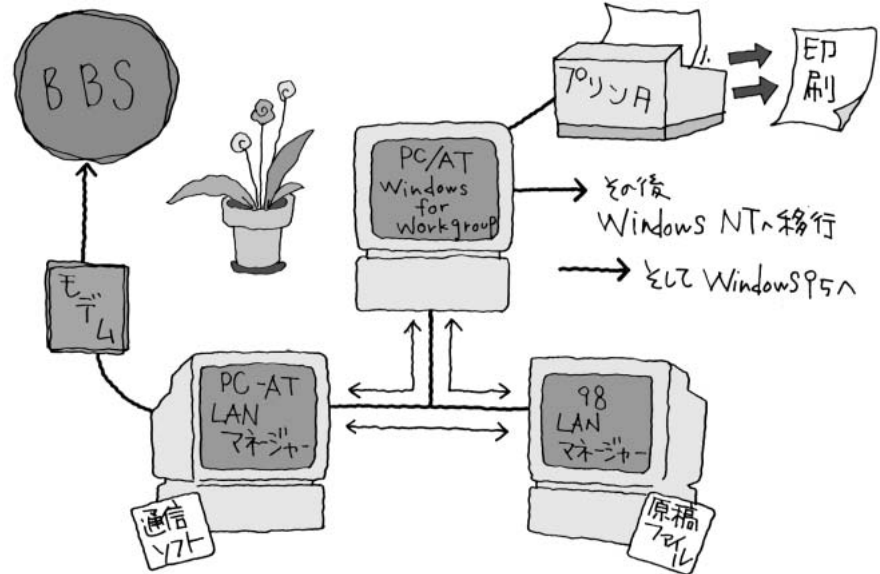 BBS
プリンタ
印
刷
PC/AT
Windows
for
Workgroup
その後
Windows NTへ移行
そして Windows95へ
モデム
PC-AT
LAN
マネージャー
98
LAN
マネージャー
通信
ソフト
原稿
ファイル